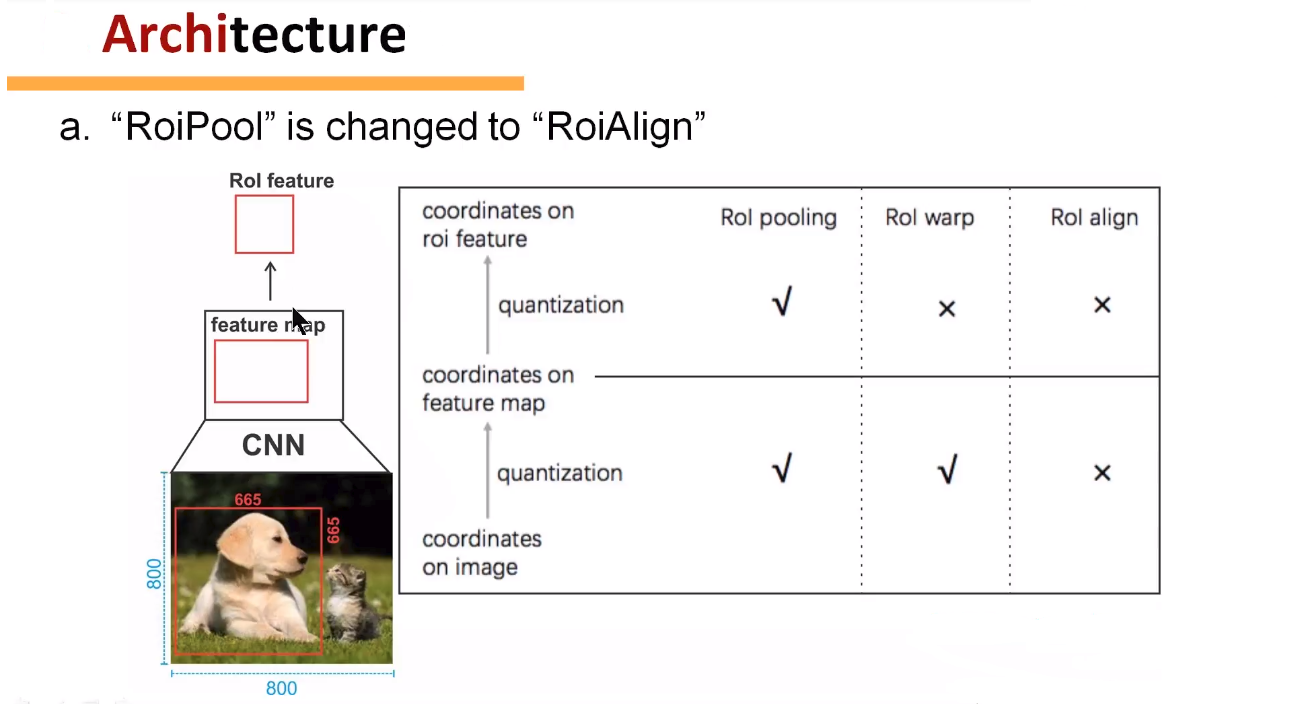 Architecture
a. “RoiPool” is changed to “RoiAlign”
RoI feature
feature map
CNN
665
665
800
800
coordinates on
roi feature
RoI pooling
RoI warp
RoI align
quantization
√
×
×
coordinates on
feature map
quantization
√
√
×
coordinates
on image